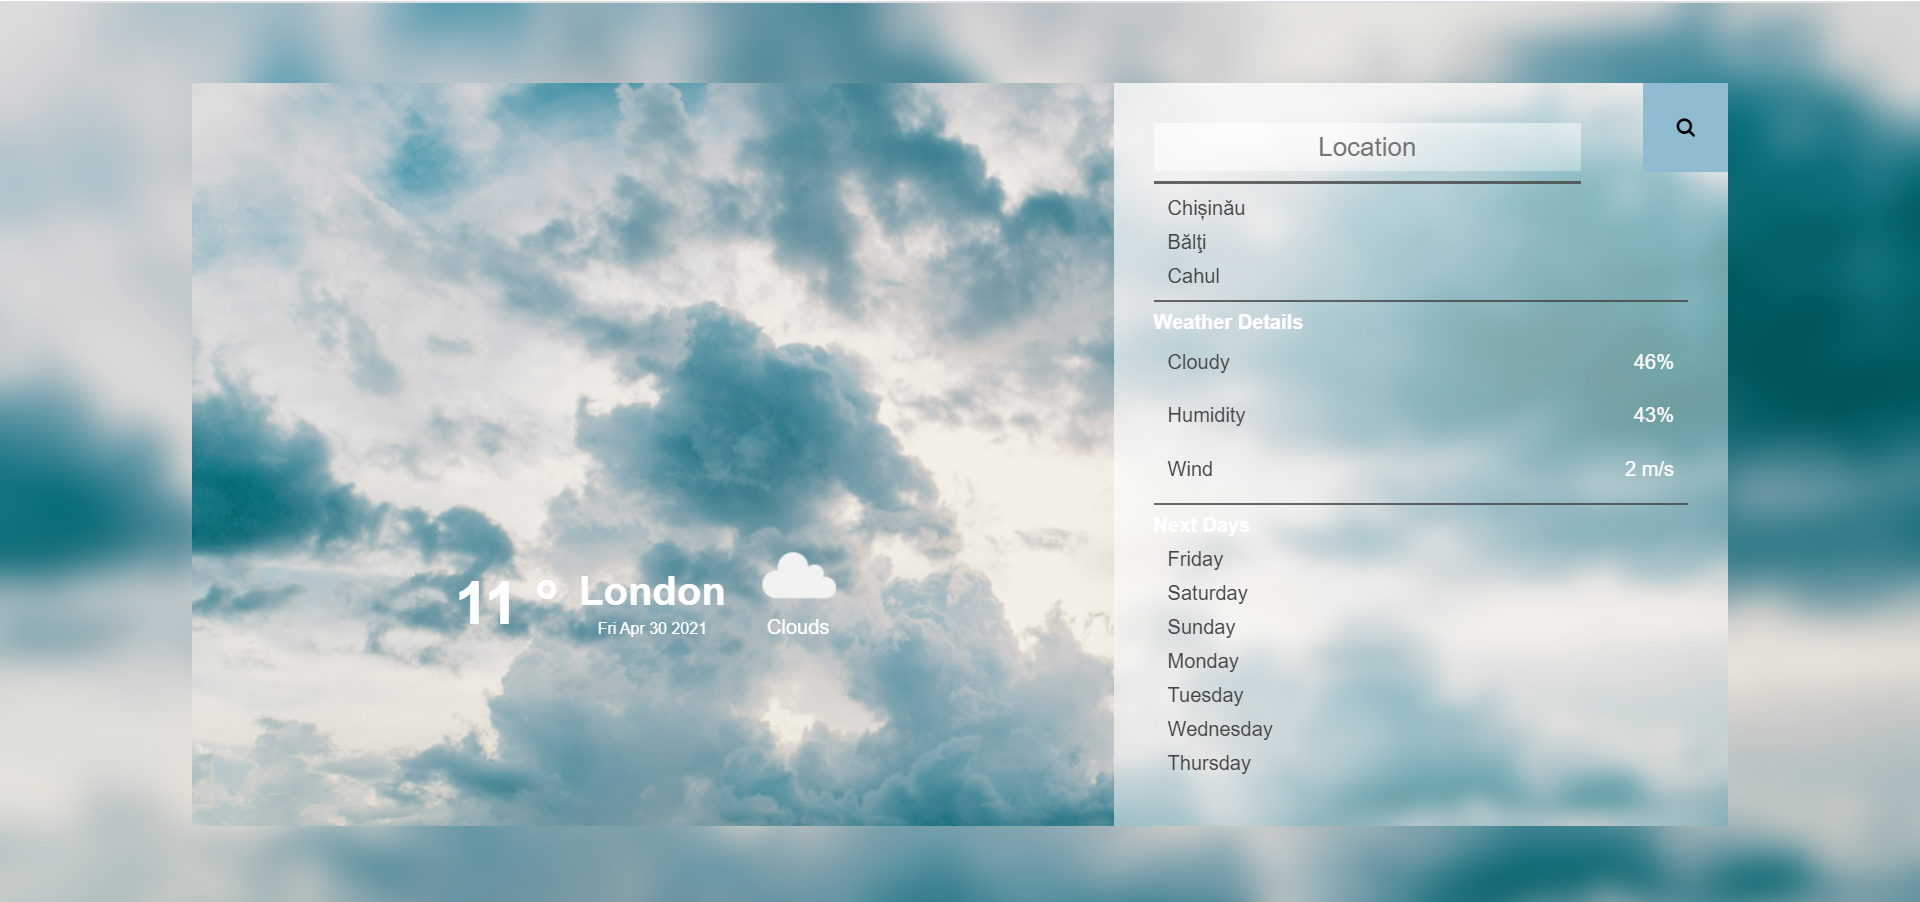 Location
Chișinău
Bălţi
Cahul
Weather Details
Cloudy 46%
Humidity 43%
Wind 2 m/s
Next Days
Friday
Saturday
Sunday
Monday
Tuesday
Wednesday
Thursday
11 ° London
Fri Apr 30 2021
Clouds